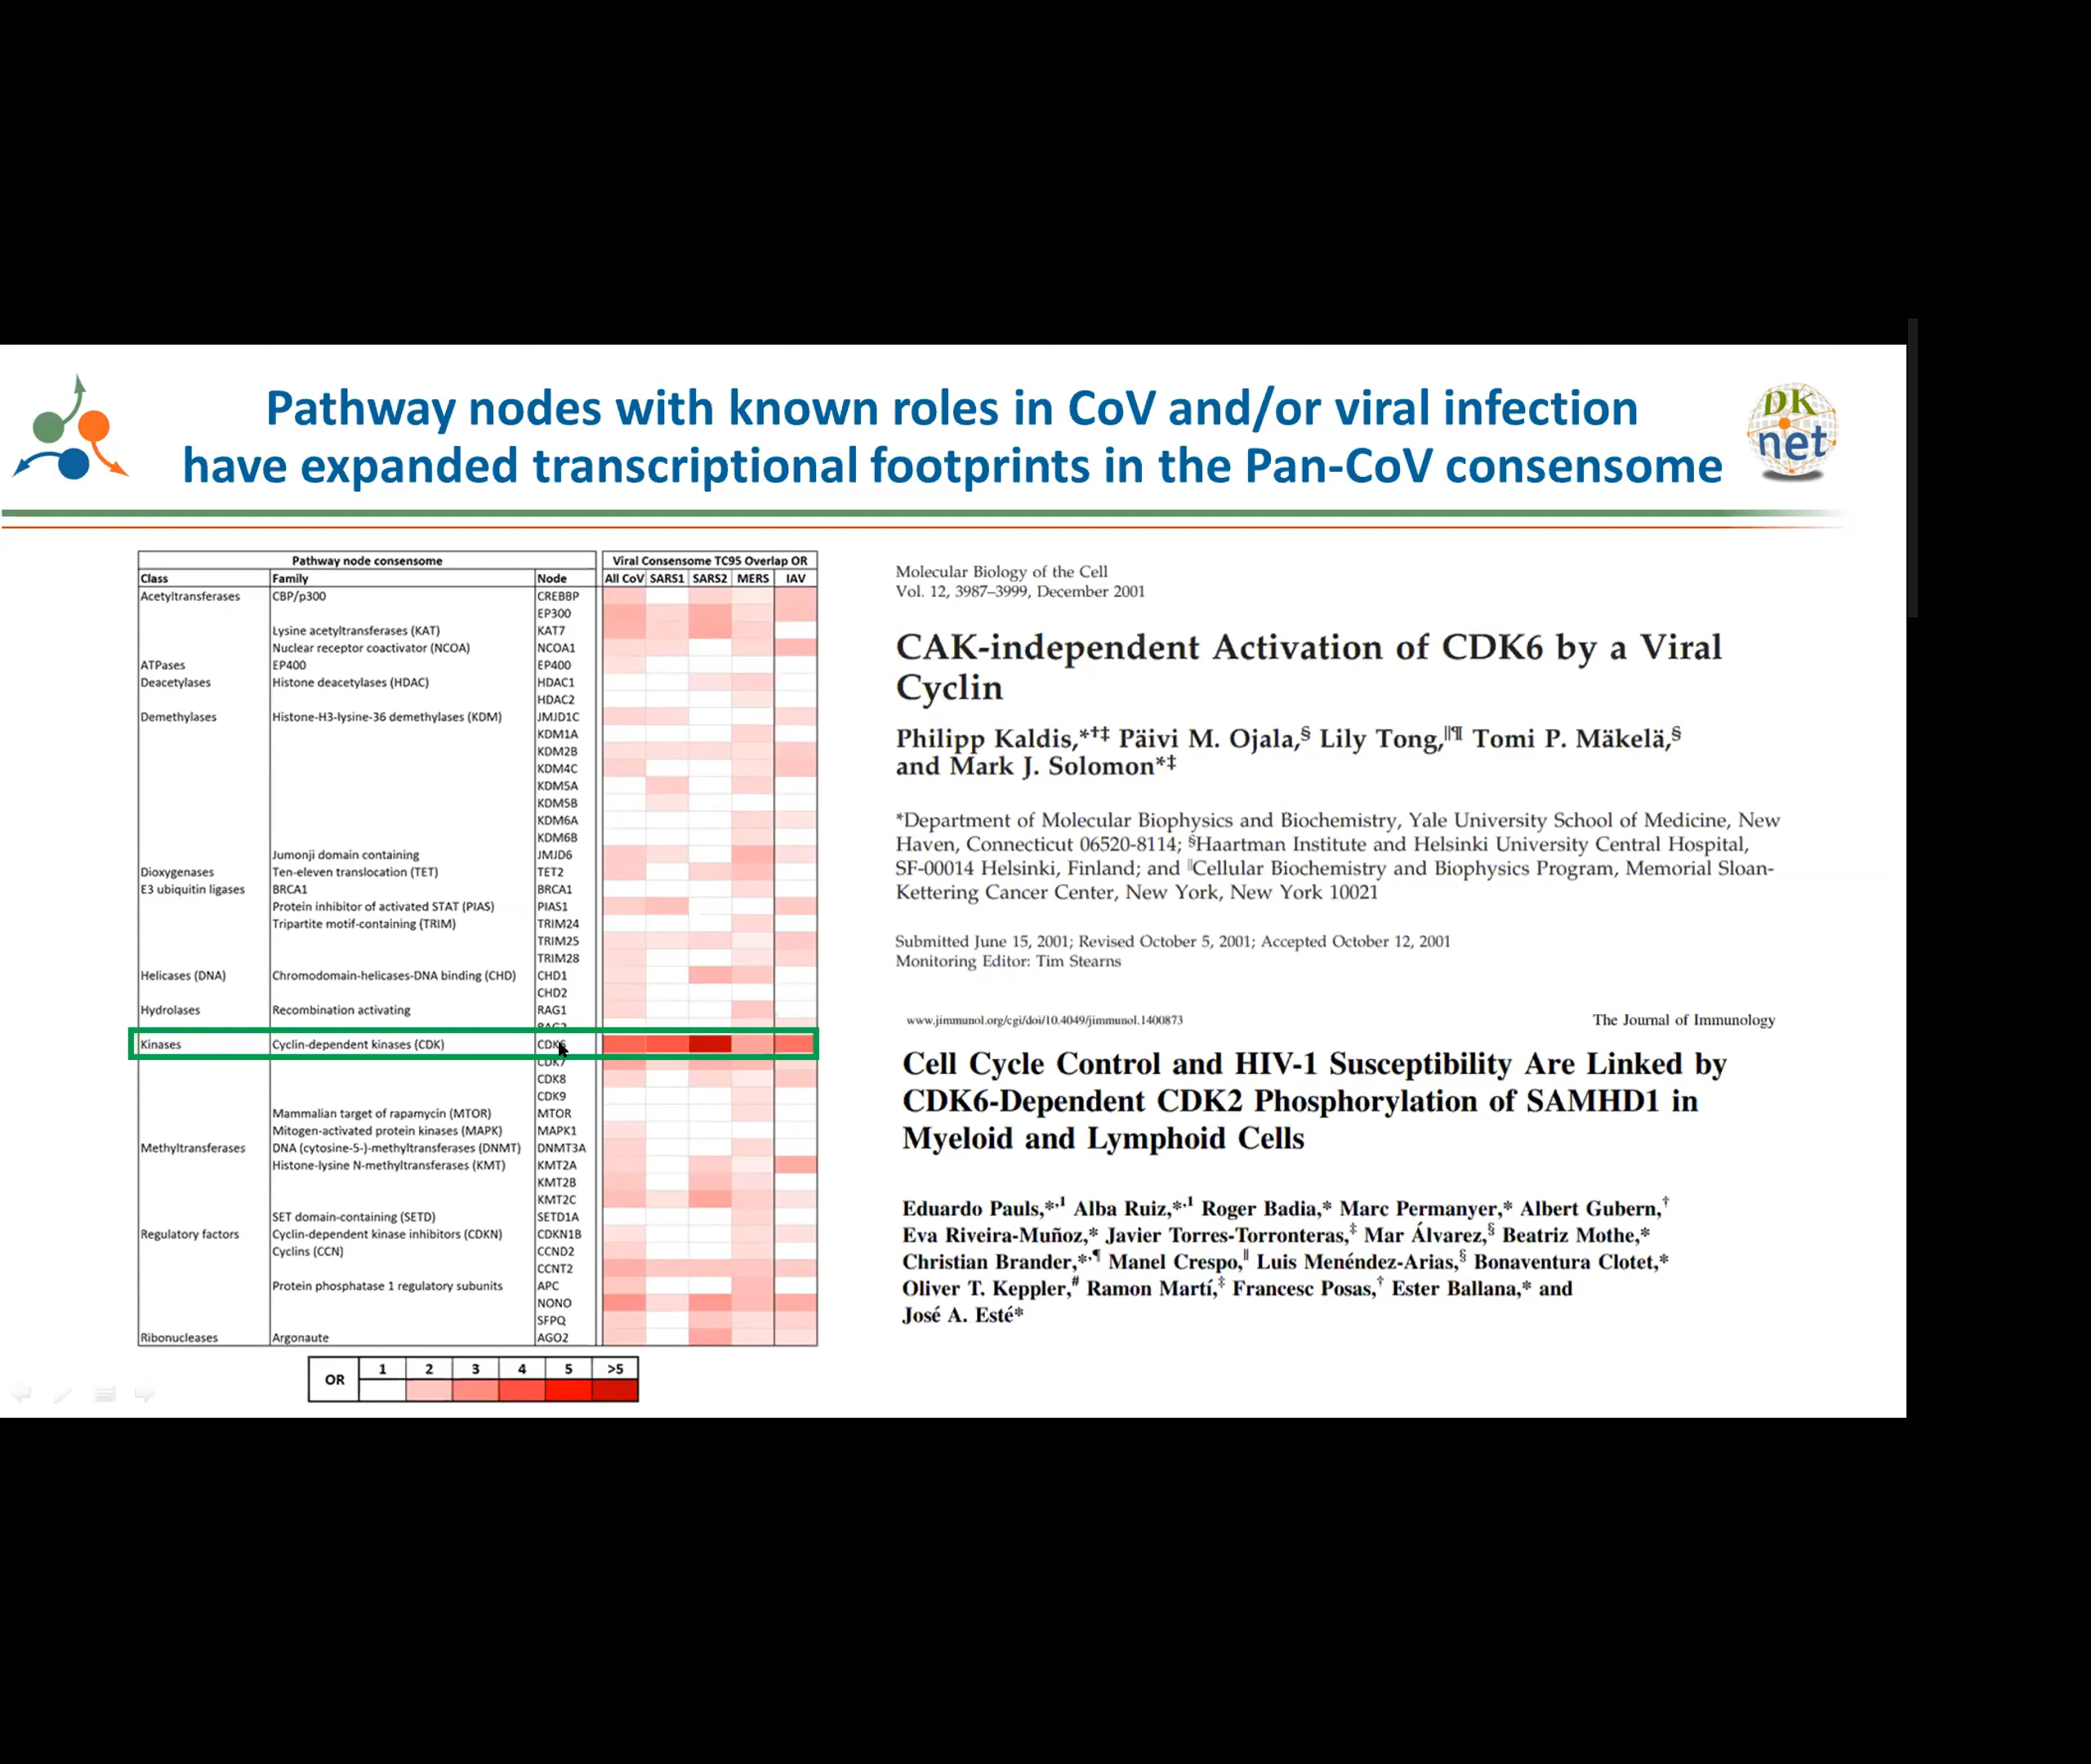 Pathway nodes with known roles in CoV and/or viral infection
have expanded transcriptional footprints in the Pan-CoV consensome
DK
net
Pathway node consensome Viral Consensome TC95 Overlap OR
Class Family Node All CoV SARS1 SARS2 MERS IAV
Acetyltransferases CBP/p300 CREBBP
EP300
Lysine acetyltransferases (KAT) KAT7
Nuclear receptor coactivator (NCOA) NCOA1
ATPases EP400 EP400
Deacetylases Histone deacetylases (HDAC) HDAC1
HDAC2
Demethylases Histone-H3-lysine-36 demethylases (KDM) JMJD1C
KDM1A
KDM2B
KDM4C
KDM5A
KDM5B
KDM6A
KDM6B
Jumonji domain containing JMJD6
Dioxygenases Ten-eleven translocation (TET) TET2
E3 ubiquitin ligases BRCA1 BRCA1
Protein inhibitor of activated STAT (PIAS) PIAS1
Tripartite motif-containing (TRIM) TRIM24
TRIM25
TRIM28
Helicases (DNA) Chromodomain-helicases-DNA binding (CHD) CHD1
CHD2
Hydrolases Recombination activating RAG1
RAG2
Kinases Cyclin-dependent kinases (CDK) CDK6
CDK7
CDK8
CDK9
Mammalian target of rapamycin (MTOR) MTOR
Mitogen-activated protein kinases (MAPK) MAPK1
Methyltransferases DNA (cytosine-5-)-methyltransferases (DNMT) DNMT3A
Histone-lysine N-methyltransferases (KMT) KMT2A
KMT2B
KMT2C
SET domain-containing (SETD) SETD1A
Regulatory factors Cyclin-dependent kinase inhibitors (CDKN) CDKN1B
Cyclins (CCN) CCND2
CCNT2
Protein phosphatase 1 regulatory subunits APC
NONO
SFPQ
Ribonucleases Argonaute AGO2
OR 1 2 3 4 5 >5
Molecular Biology of the Cell
Vol. 12, 3987–3999, December 2001
CAK-independent Activation of CDK6 by a Viral
Cyclin
Philipp Kaldis,*†‡ Päivi M. Ojala,§ Lily Tong,‖¶ Tomi P. Mäkelä,§
and Mark J. Solomon*‡
*Department of Molecular Biophysics and Biochemistry, Yale University School of Medicine, New
Haven, Connecticut 06520-8114; §Haartman Institute and Helsinki University Central Hospital,
SF-00014 Helsinki, Finland; and ‖Cellular Biochemistry and Biophysics Program, Memorial Sloan-
Kettering Cancer Center, New York, New York 10021
Submitted June 15, 2001; Revised October 5, 2001; Accepted October 12, 2001
Monitoring Editor: Tim Stearns
www.jimmunol.org/cgi/doi/10.4049/jimmunol.1400873 The Journal of Immunology
Cell Cycle Control and HIV-1 Susceptibility Are Linked by
CDK6-Dependent CDK2 Phosphorylation of SAMHD1 in
Myeloid and Lymphoid Cells
Eduardo Pauls,*,1 Alba Ruiz,*,1 Roger Badia,* Marc Permanyer,* Albert Gubern,†
Eva Riveira-Muñoz,* Javier Torres-Torronteras,‡ Mar Álvarez,§ Beatriz Mothe,*
Christian Brander,*,¶ Manel Crespo,‖ Luis Menéndez-Arias,§ Bonaventura Clotet,*
Oliver T. Keppler,# Ramon Martí,‡ Francesc Posas,† Ester Ballana,* and
José A. Esté*